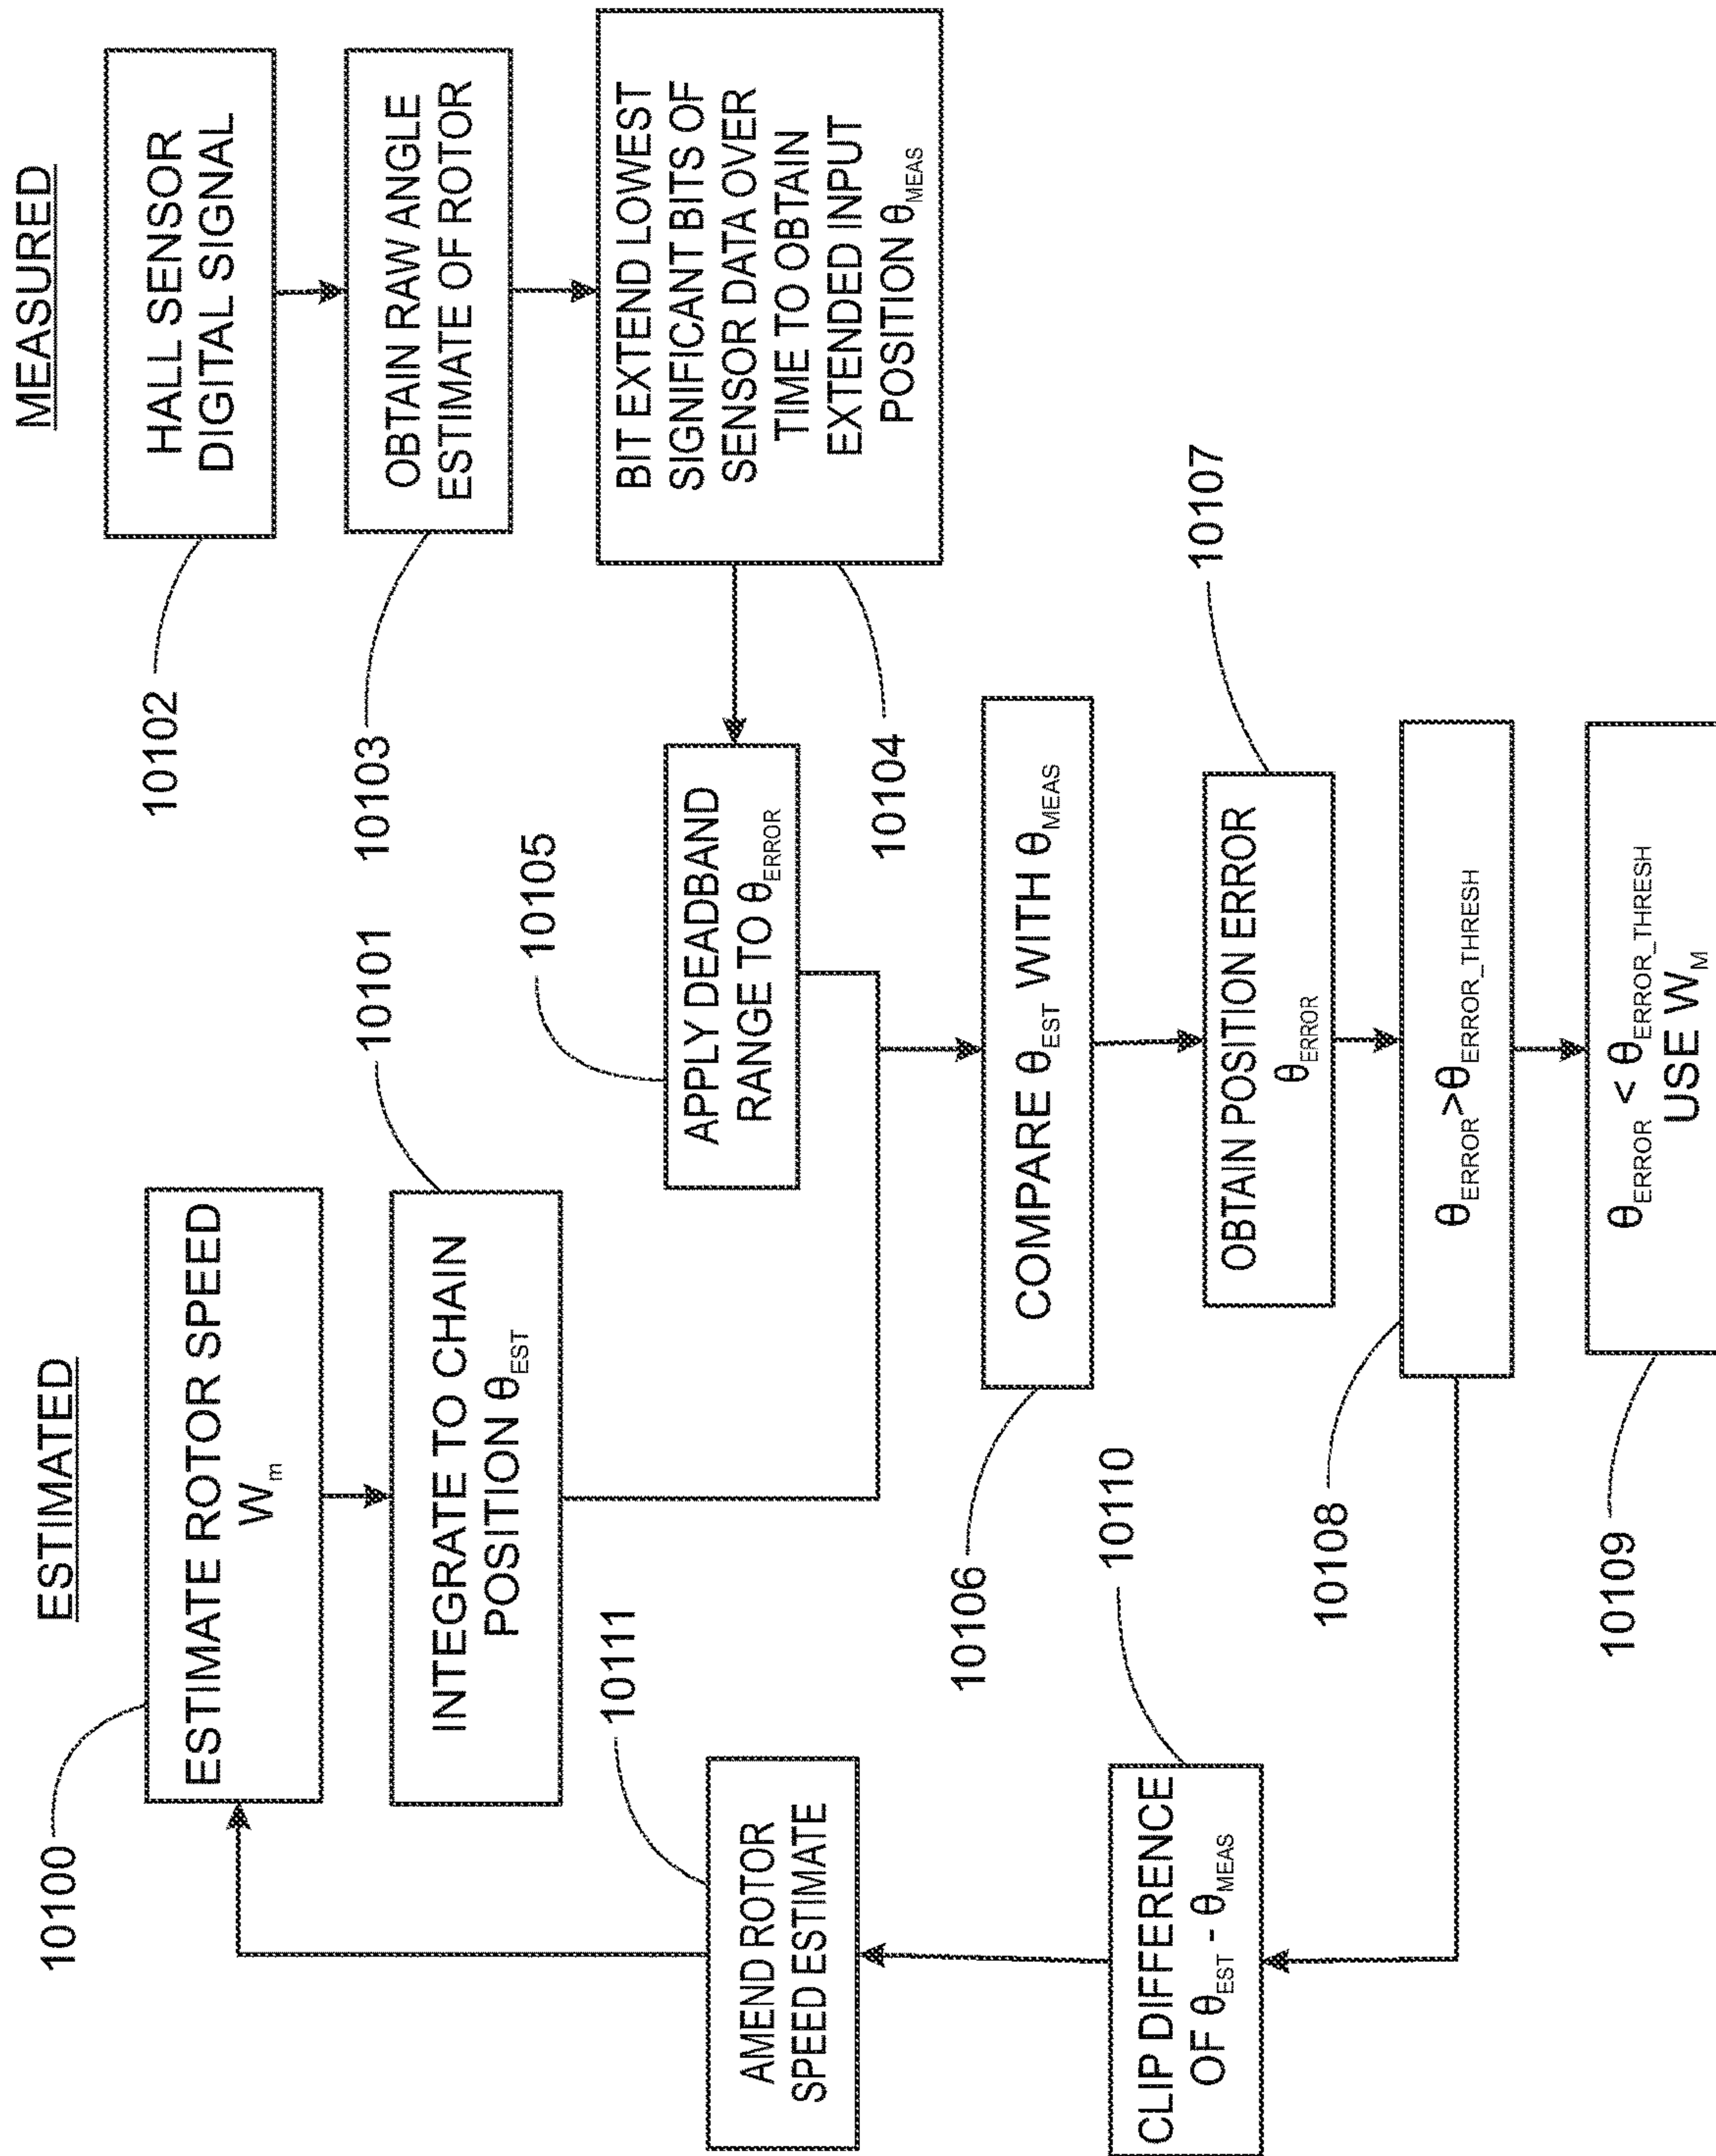 ESTIMATED
MEASURED
10100
ESTIMATE ROTOR SPEED
Wm
10101
INTEGRATE TO CHAIN
POSITION θEST
10102
HALL SENSOR
DIGITAL SIGNAL
10103
OBTAIN RAW ANGLE
ESTIMATE OF ROTOR
BIT EXTEND LOWEST
SIGNIFICANT BITS OF
SENSOR DATA OVER
TIME TO OBTAIN
EXTENDED INPUT
POSITION θMEAS
10104
10105
APPLY DEADBAND
RANGE TO θERROR
COMPARE θEST WITH θMEAS
10106
10107
OBTAIN POSITION ERROR
θERROR
θERROR>θERROR_THRESH
10108
θERROR < θERROR_THRESH
USE WM
10109
10110
CLIP DIFFERENCE
OF θEST - θMEAS
10111
AMEND ROTOR
SPEED ESTIMATE